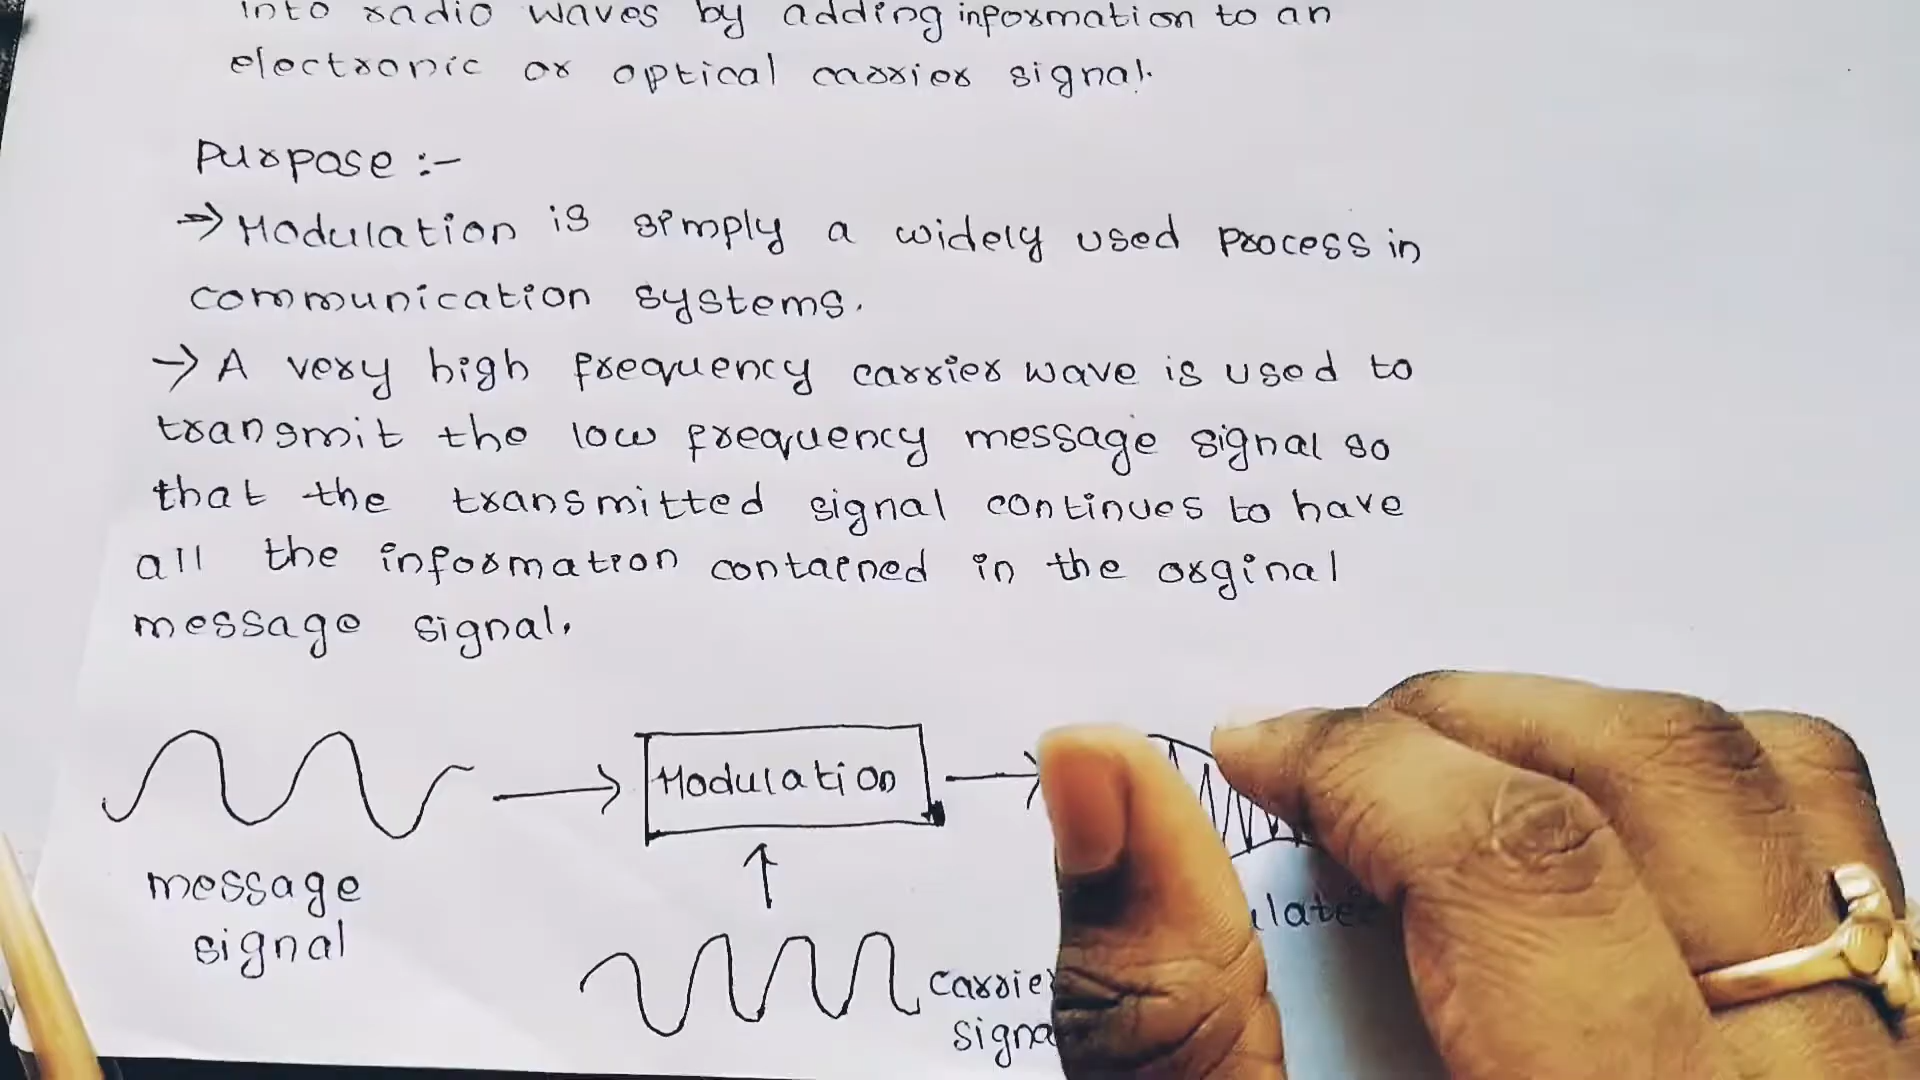 into radio waves by adding information to an
electronic or optical carrier signal.
Purpose :-
→ Modulation is simply a widely used process in
communication systems.
→ A very high frequency carrier wave is used to
transmit the low frequency message signal so
that the transmitted signal continues to have
all the information contained in the orginal
message signal.
Modulation
message
signal
Carrier
signa